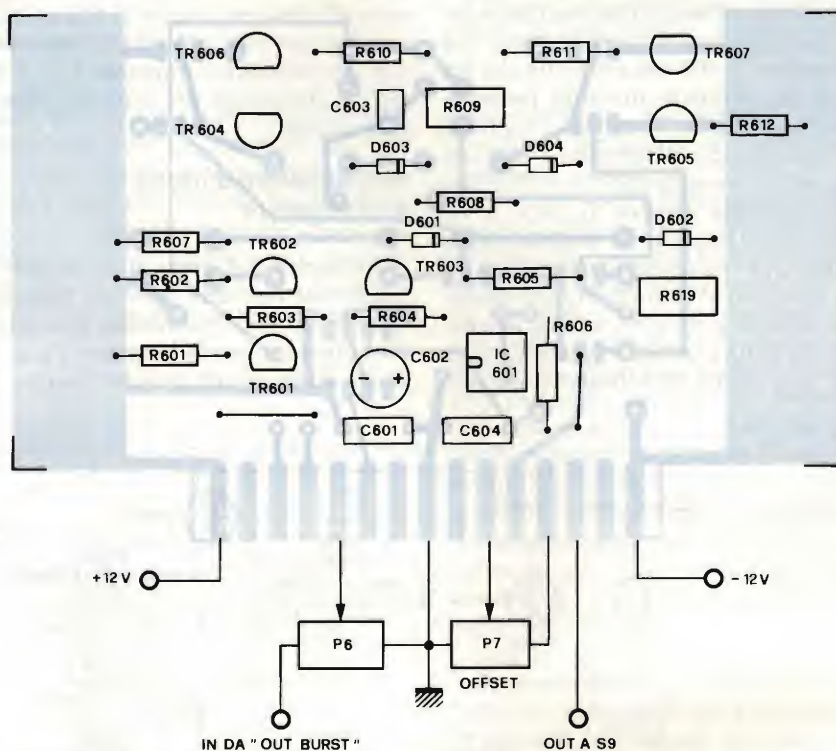 TR606
R610
R611
TR607
C603
R609
TR604
R612
D603
D604
TR605
R608
D601
D602
R607
TR602
TR603
R602
R605
R619
R603
R604
R606
R601
C602
IC
601
- +
TR601
C601
C604
+12V
- 12V
P6
P7
OFFSET
IN DA "OUT BURST"
OUT A S9